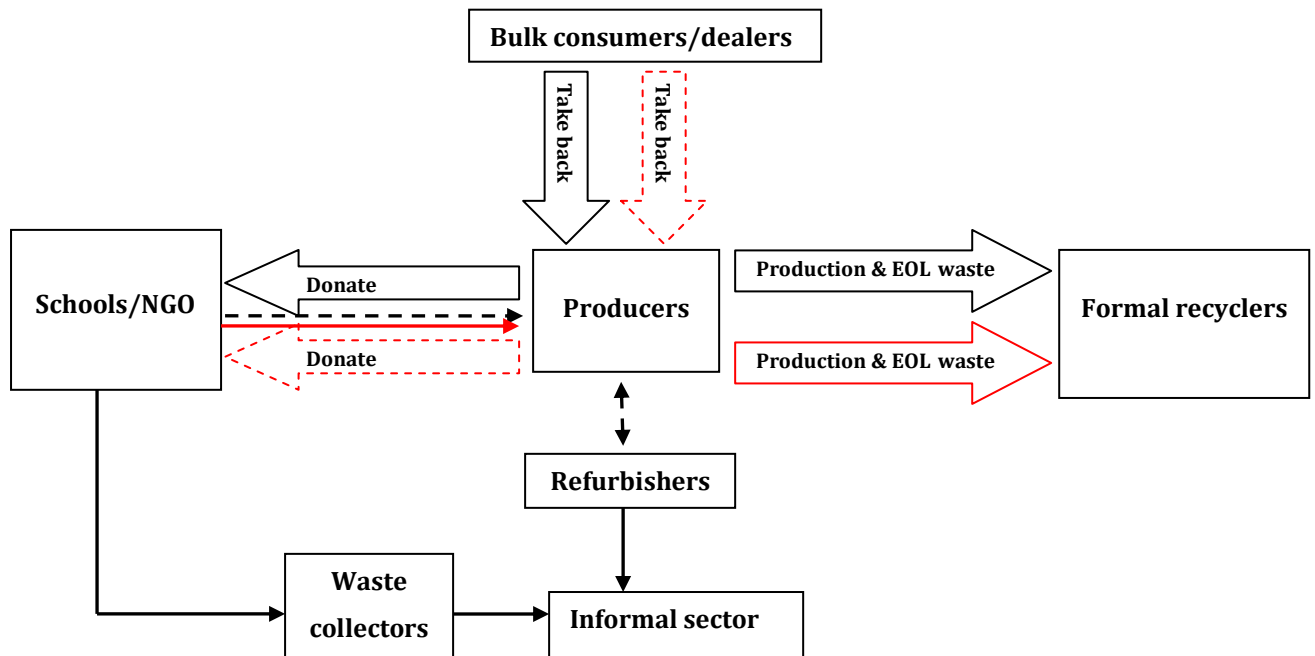 Bulk consumers/dealers
Take back
Take back
Donate
Production & EOL waste
Schools/NGO
Producers
Formal recyclers
Donate
Production & EOL waste
Refurbishers
Waste
collectors
Informal sector